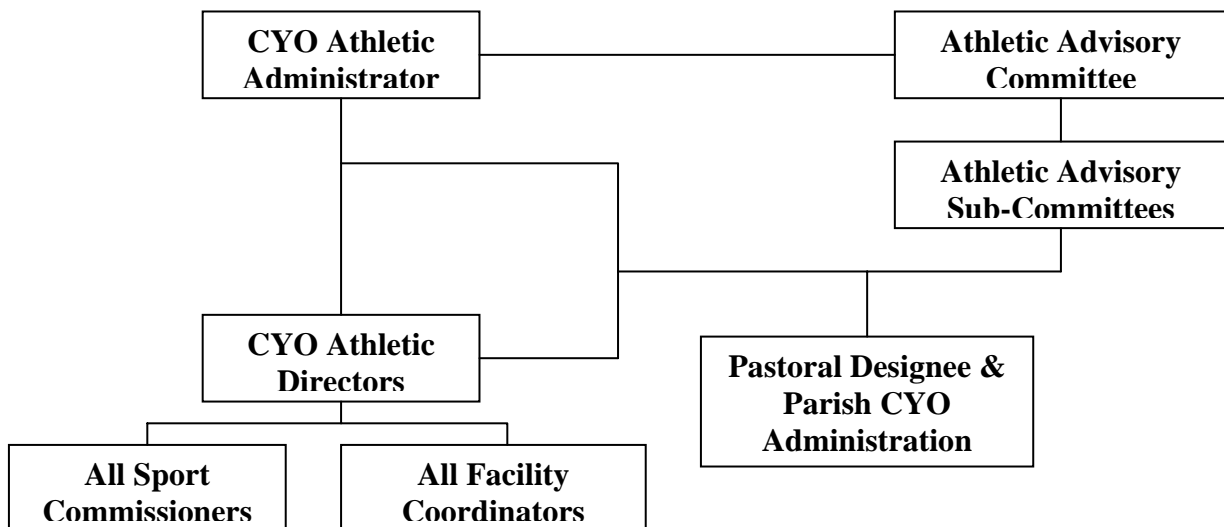 CYO Athletic
Administrator
Athletic Advisory
Committee
Athletic Advisory
Sub-Committees
CYO Athletic
Directors
Pastoral Designee &
Parish CYO
Administration
All Sport
Commissioners
All Facility
Coordinators